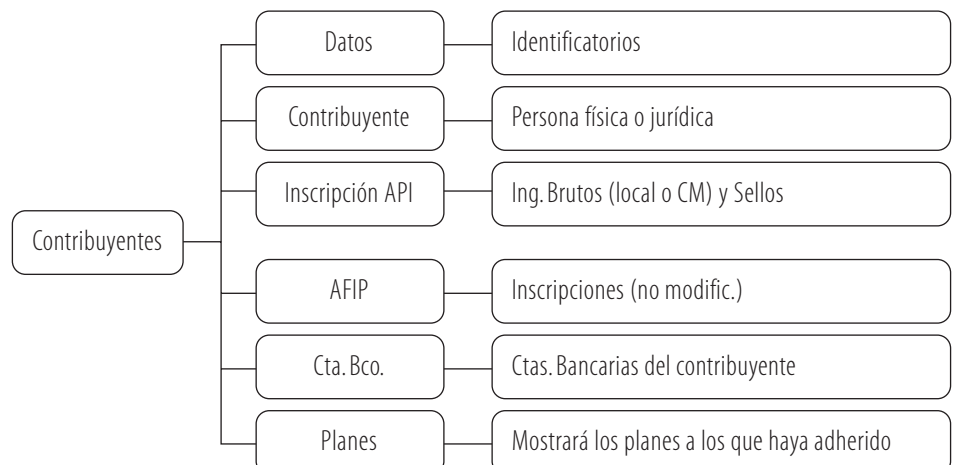 Datos
Identificatorios
Contribuyente
Persona física o jurídica
Inscripción API
Ing. Brutos (local o CM) y Sellos
Contribuyentes
AFIP
Inscripciones (no modific.)
Cta. Bco.
Ctas. Bancarias del contribuyente
Planes
Mostrará los planes a los que haya adherido